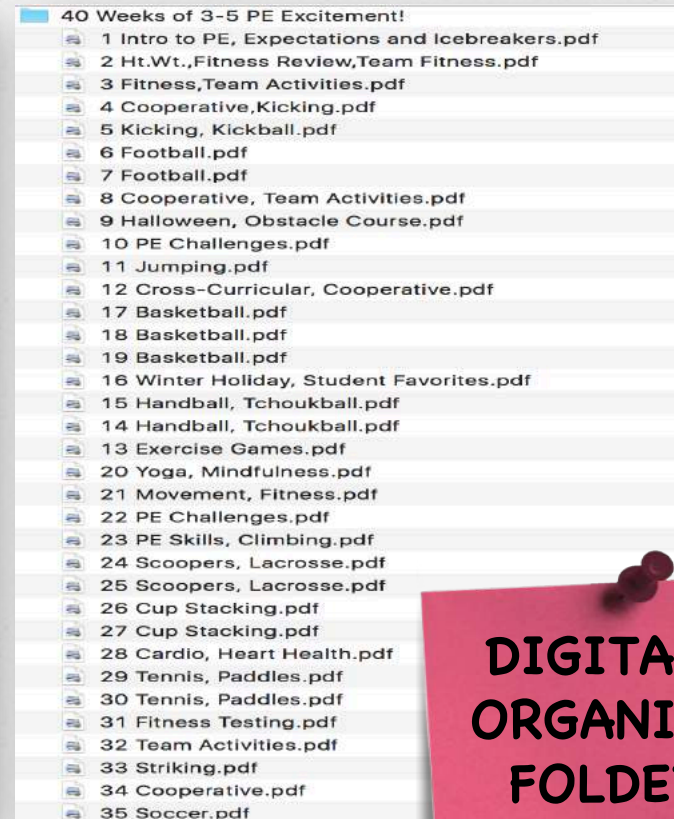 40 Weeks of 3-5 PE Excitement!
1 Intro to PE, Expectations and Icebreakers.pdf
2 Ht.Wt.,Fitness Review,Team Fitness.pdf
3 Fitness,Team Activities.pdf
4 Cooperative,Kicking.pdf
5 Kicking, Kickball.pdf
6 Football.pdf
7 Football.pdf
8 Cooperative, Team Activities.pdf
9 Halloween, Obstacle Course.pdf
10 PE Challenges.pdf
11 Jumping.pdf
12 Cross-Curricular, Cooperative.pdf
17 Basketball.pdf
18 Basketball.pdf
19 Basketball.pdf
16 Winter Holiday, Student Favorites.pdf
15 Handball, Tchoukball.pdf
14 Handball, Tchoukball.pdf
13 Exercise Games.pdf
20 Yoga, Mindfulness.pdf
21 Movement, Fitness.pdf
22 PE Challenges.pdf
23 PE Skills, Climbing.pdf
24 Scoopers, Lacrosse.pdf
25 Scoopers, Lacrosse.pdf
26 Cup Stacking.pdf
27 Cup Stacking.pdf
28 Cardio, Heart Health.pdf
29 Tennis, Paddles.pdf
30 Tennis, Paddles.pdf
31 Fitness Testing.pdf
32 Team Activities.pdf
33 Striking.pdf
34 Cooperative.pdf
35 Soccer.pdf
DIGITA
ORGANI
FOLDE